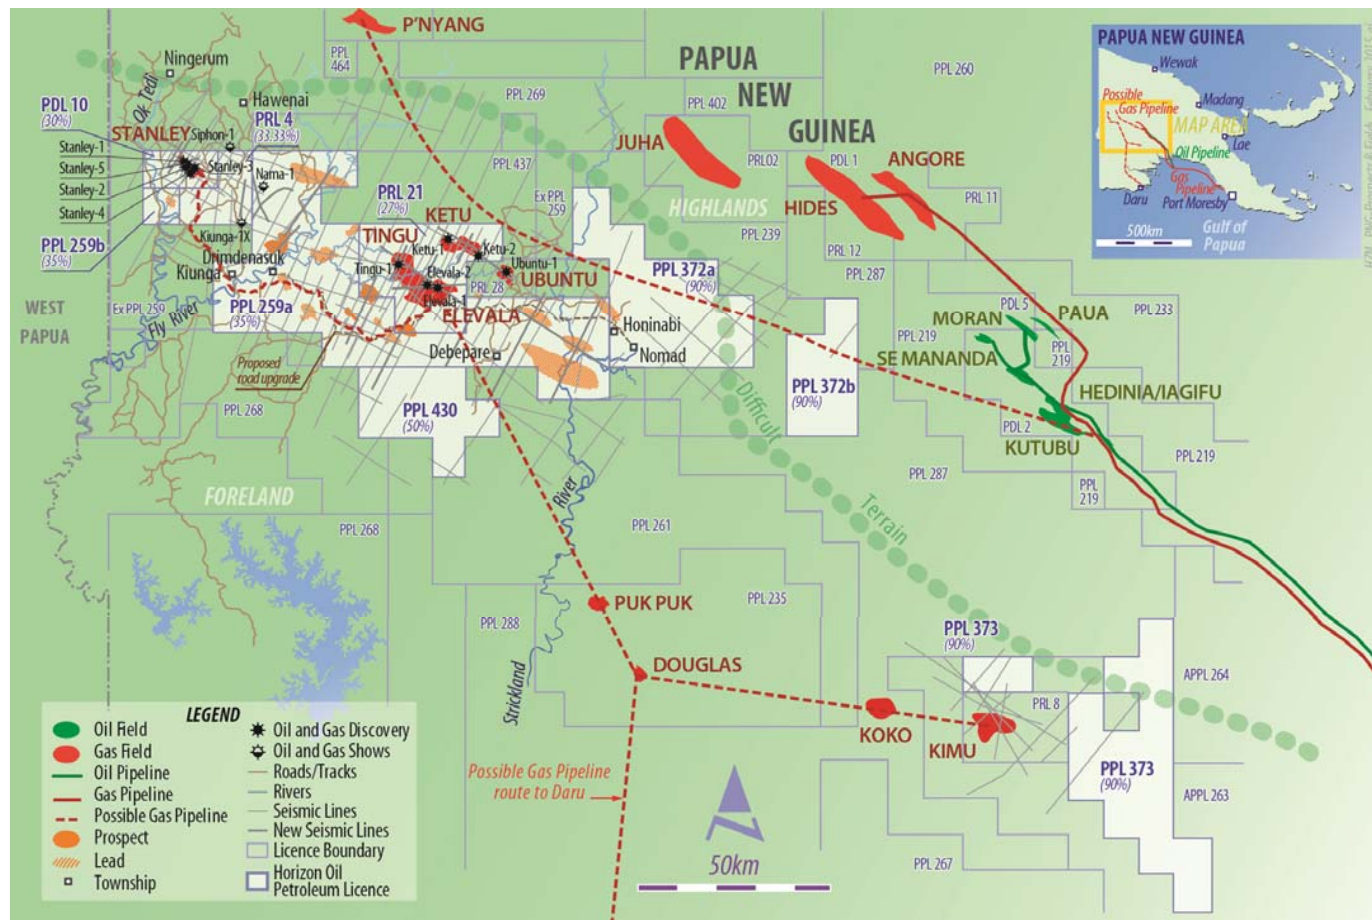 P'NYANG
PAPUA
NEW
GUINEA
PPL
464
PPL 260
Ningerum
Ok Tedi
Hawenai
PPL 269
PPL 402
PDL 10
(30%)
STANLEY
Siphon-1
PRL 4
(33.33%)
Stanley-1
Stanley-5
Stanley-3
Stanley-2
Stanley-4
Nama-1
PPL 437
JUHA
PRL02
PDL 1
ANGORE
PRL 11
HIDES
HIGHLANDS
PPL 239
PRL 12
PPL 287
Ex PPL
259
PRL 21
(27%)
KETU
TINGU
Ketu-1
Ketu-2
Tingu-1
Elevala-2
Ubuntu-1
UBUNTU
PRL 28
Elevala-1
ELEVALA
PPL 259b
(35%)
Kiunga-1X
Drimdenasuk
Kiunga
WEST
PAPUA
Ex PPL 259
Fly River
PPL 259a
(35%)
PPL 372a
(90%)
Honinabi
Nomad
Debepare
Proposed
road upgrade
PPL 372b
(90%)
PDL 5
PAUA
MORAN
PPL 233
PPL 219
PPL
219
SE MANANDA
HEDINIA/IAGIFU
PDL 2
KUTUBU
PPL 219
PPL
219
PPL 287
PPL 268
PPL 430
(50%)
Difficult
Terrain
FORELAND
PPL 268
River
PPL 261
PUK PUK
PPL 235
PPL 288
Strickland
DOUGLAS
PPL 373
(90%)
APPL 264
PRL 8
KOKO
KIMU
PPL 373
(90%)
APPL 263
PPL 267
Possible Gas Pipeline
route to Daru
50km
LEGEND
Oil Field
Gas Field
Oil Pipeline
Gas Pipeline
Possible Gas Pipeline
Prospect
Lead
Township
Oil and Gas Discovery
Oil and Gas Shows
Roads/Tracks
Rivers
Seismic Lines
New Seismic Lines
Licence Boundary
Horizon Oil
Petroleum Licence
PAPUA NEW GUINEA
Wewak
Possible
Gas Pipeline
Madang
MAP AREA
Lae
Oil Pipeline
Gas
Pipeline
Daru
Port Moresby
Gulf of
Papua
500km